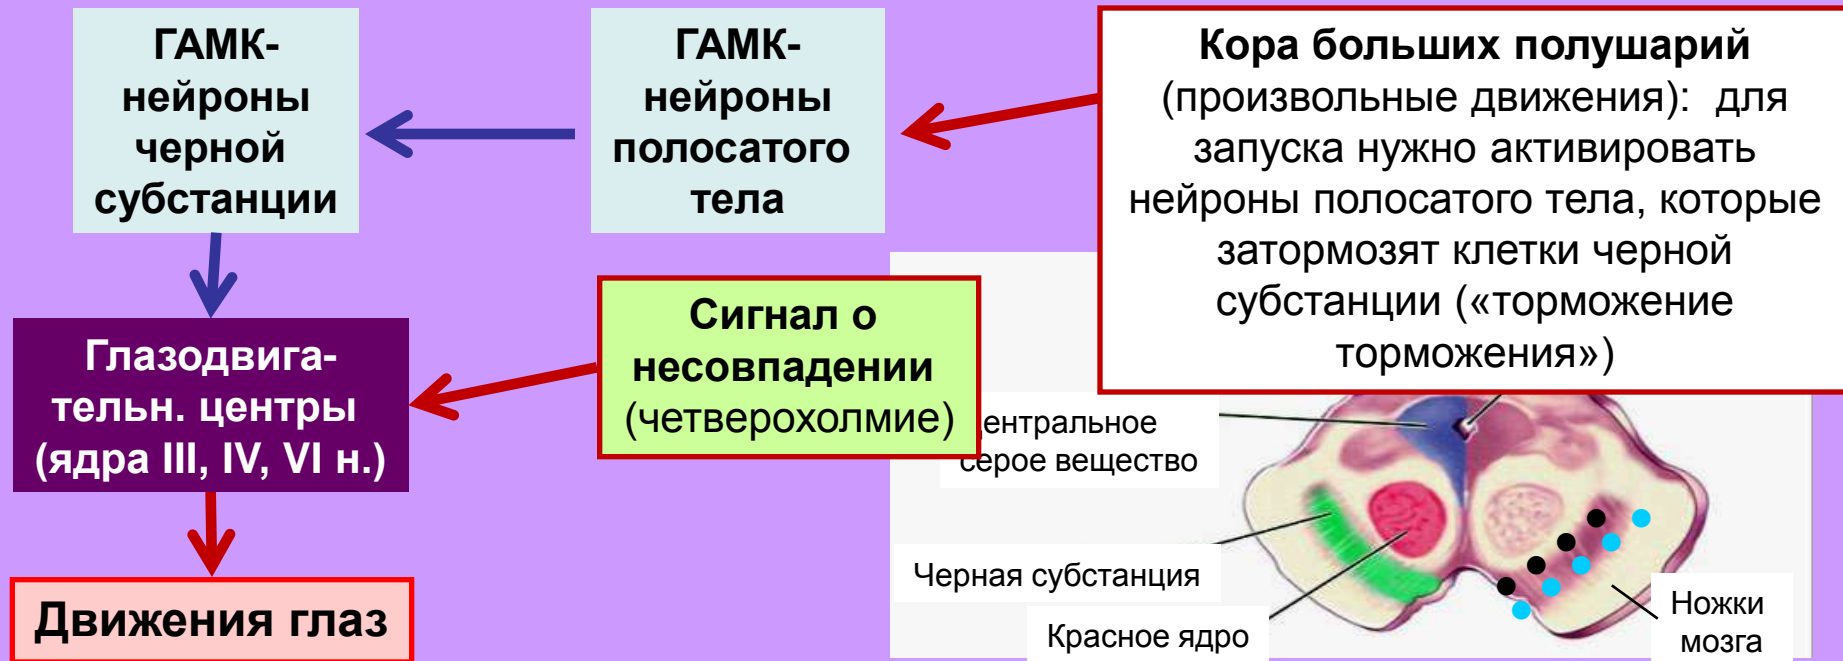 ГАМК-
нейроны
черной
субстанции
ГАМК-
нейроны
полосатого
тела
Кора больших полушарий
(произвольные движения): для
запуска нужно активировать
нейроны полосатого тела, которые
затормозят клетки черной
субстанции («торможение
торможения»)
Глазодвига-
тельн. центры
(ядра III, IV, VI н.)
Сигнал о
несовпадении
(четверохолмие)
Движения глаз
ентральное
серое вещество
Черная субстанция
Красное ядро
Ножки
мозга